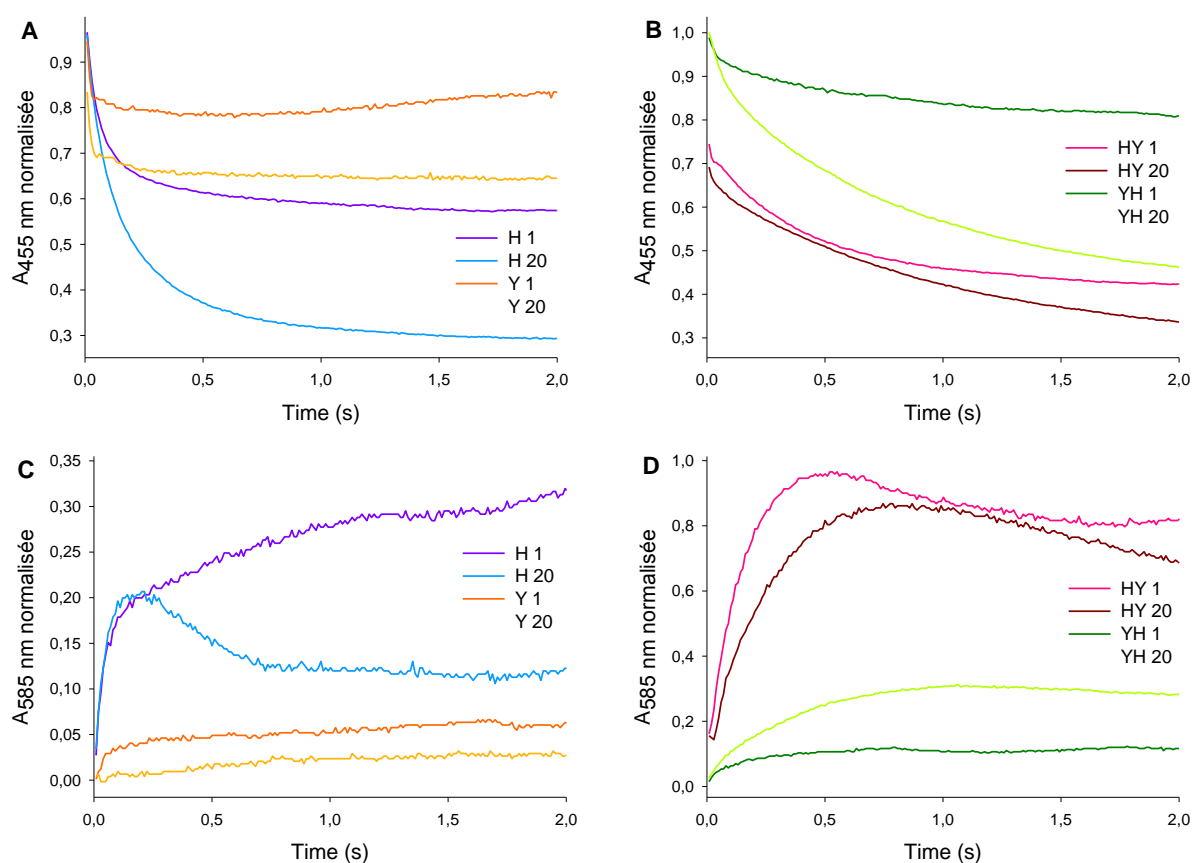 A
A455 nm normalisée
0,9
0,8
0,7
0,6
0,5
0,4
0,3
0,0
0,5
1,0
1,5
2,0
Time (s)
H 1
H 20
Y 1
Y 20
B
A455 nm normalisée
1,0
0,9
0,8
0,7
0,6
0,5
0,4
0,3
0,0
0,5
1,0
1,5
2,0
Time (s)
HY 1
HY 20
YH 1
YH 20
C
A585 nm normalisée
0,35
0,30
0,25
0,20
0,15
0,10
0,05
0,00
0,0
0,5
1,0
1,5
2,0
Time (s)
H 1
H 20
Y 1
Y 20
D
A585 nm normalisée
1,0
0,8
0,6
0,4
0,2
0,0
0,0
0,5
1,0
1,5
2,0
Time (s)
HY 1
HY 20
YH 1
YH 20